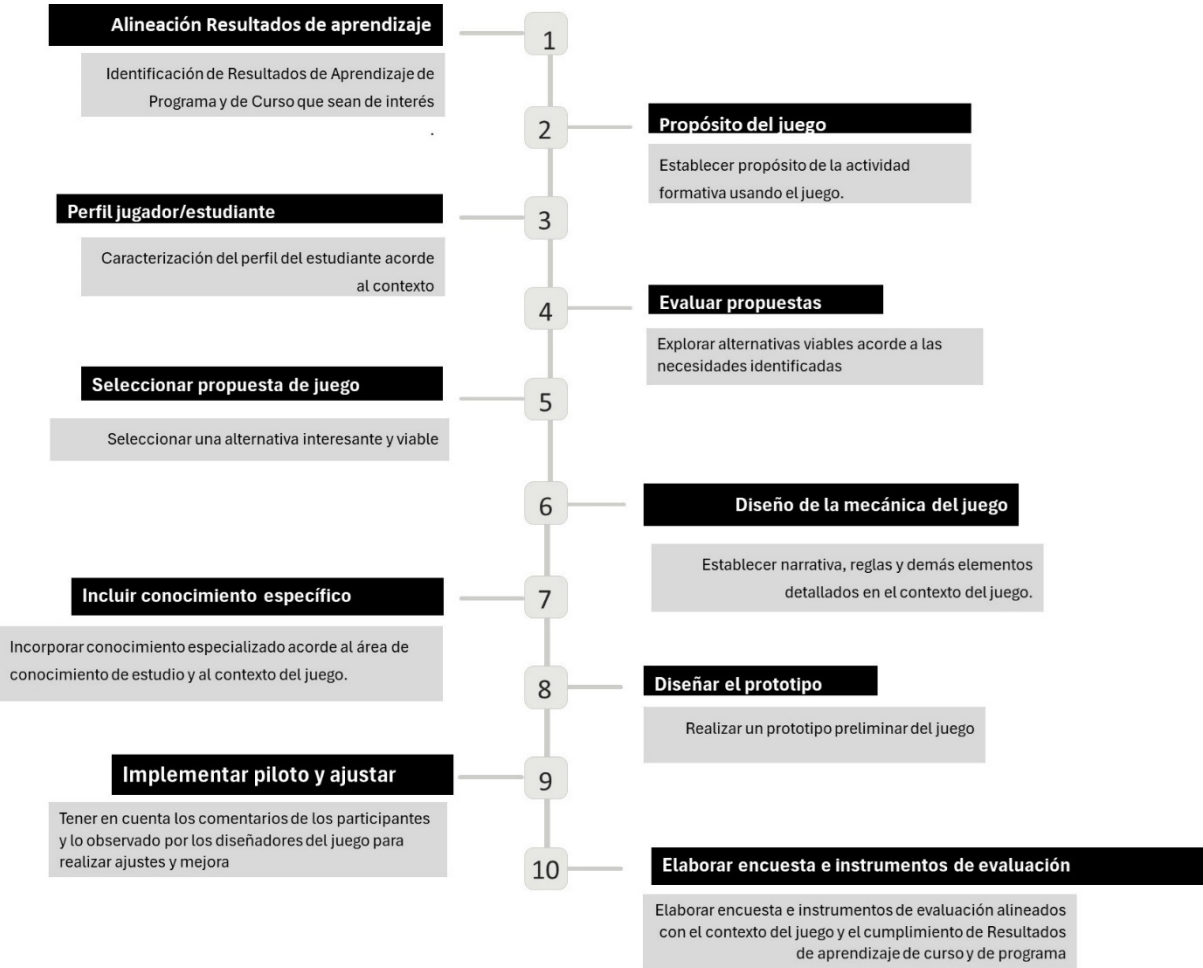 Alineación Resultados de aprendizaje
1
Identificación de Resultados de Aprendizaje de
Programa y de Curso que sean de interés
.
2
Propósito del juego
Establecer propósito de la actividad
formativa usando el juego.
Perfil jugador/estudiante
3
Caracterización del perfil del estudiante acorde
al contexto
4
Evaluar propuestas
Explorar alternativas viables acorde a las
necesidades identificadas
Seleccionar propuesta de juego
5
Seleccionar una alternativa interesante y viable
6
Diseño de la mecánica del juego
Establecer narrativa, reglas y demás elementos
detallados en el contexto del juego.
Incluir conocimiento específico
7
Incorporar conocimiento especializado acorde al área de
conocimiento de estudio y al contexto del juego.
8
Diseñar el prototipo
Realizar un prototipo preliminar del juego
Implementar piloto y ajustar
9
Tener en cuenta los comentarios de los participantes
y lo observado por los diseñadores del juego para
realizar ajustes y mejora
10
Elaborar encuesta e instrumentos de evaluación
Elaborar encuesta e instrumentos de evaluación alineados
con el contexto del juego y el cumplimiento de Resultados
de aprendizaje de curso y de programa